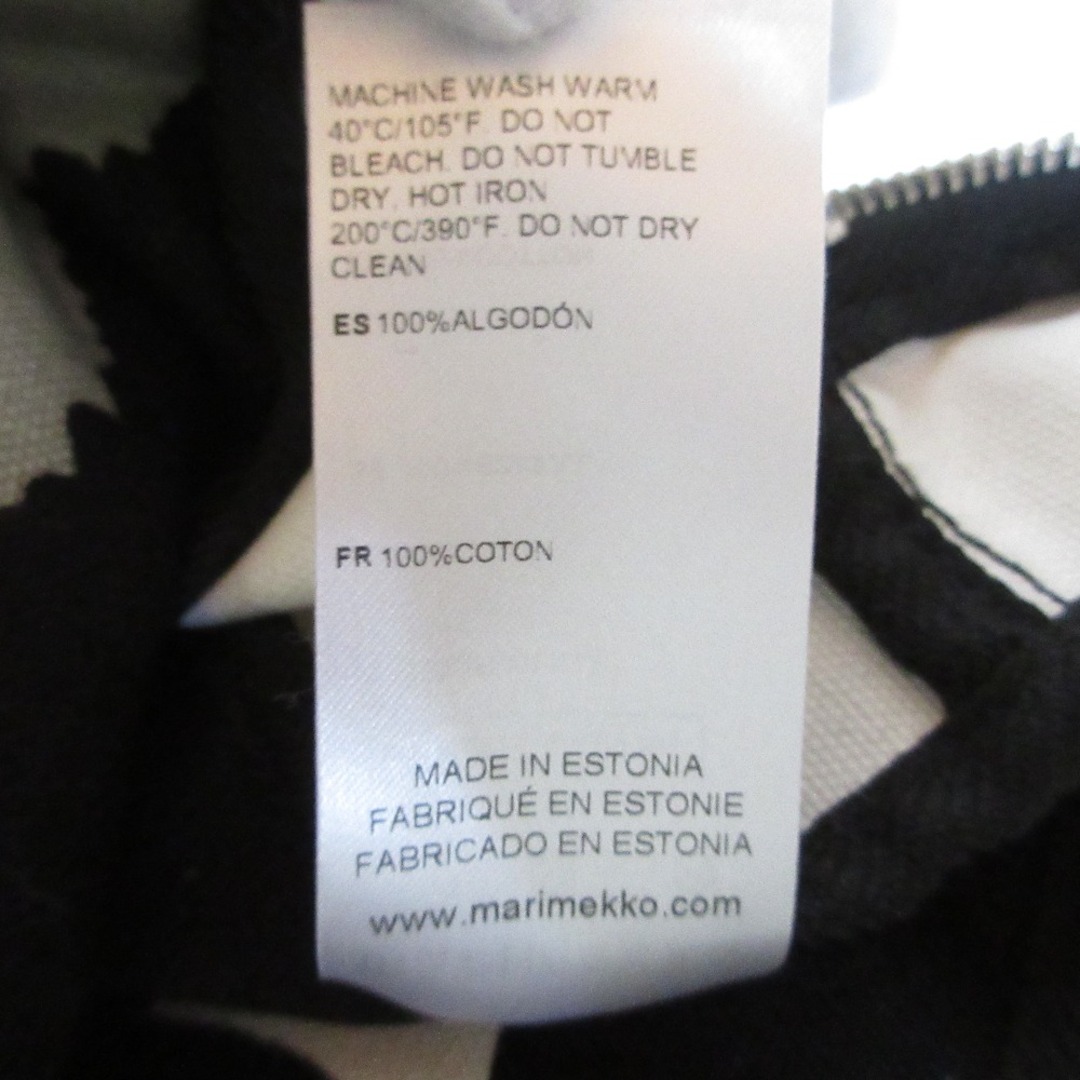 MACHINE WASH WARM
40°C/105°F. DO NOT
BLEACH. DO NOT TUMBLE
DRY. HOT IRON
200°C/390°F. DO NOT DRY
CLEAN
ES 100%ALGODÓN
FR 100%COTON
MADE IN ESTONIA
FABRIQUÉ EN ESTONIE
FABRICADO EN ESTONIA
www.marimekko.com